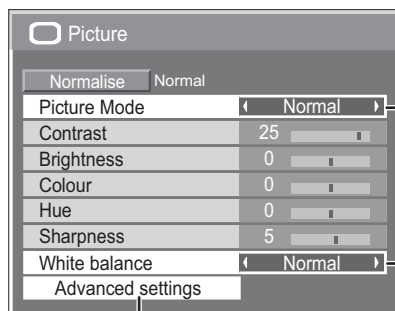 Picture
Normalise Normal
Picture Mode Normal
Contrast 25
Brightness 0
Colour 0
Hue 0
Sharpness 5
White balance Normal
Advanced settings